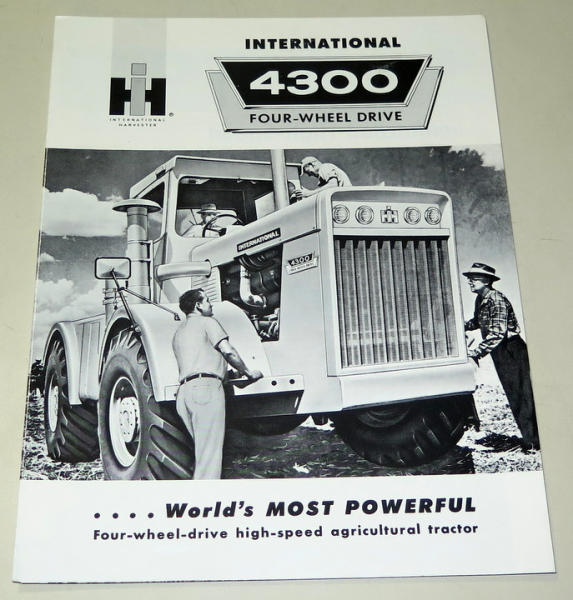 INTERNATIONAL
4300
FOUR-WHEEL DRIVE
IH ®
INTERNATIONAL
HARVESTER
INTERNATIONAL
4300
IH
. . . . World's MOST POWERFUL
Four-wheel-drive high-speed agricultural tractor